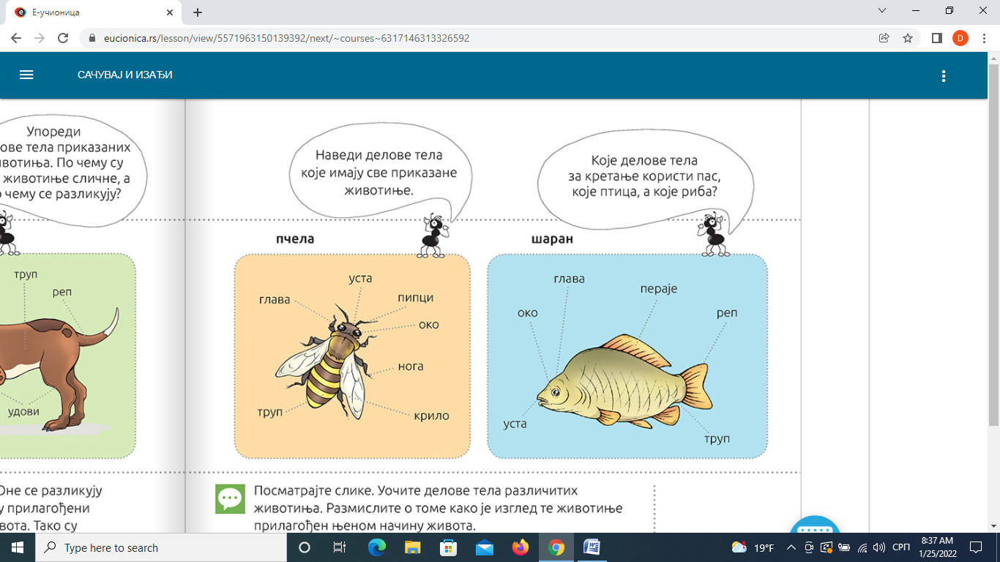 Е-учионица
eucionica.rs/lesson/view/5571963150139392/next/~courses~6317146313326592
D
САЧУВАЈ И ИЗАЂИ
Упореди
ове тела приказаних
вотиња. По чему су
животиње сличне, а
чему се разликују?
Наведи делове тела
које имају све приказане
животиње.
Које делове тела
за кретање користи пас,
које птица, а које риба?
труп
реп
удови
пчела
уста
глава
пипци
око
нога
труп
крило
шаран
глава
пераје
око
реп
уста
труп
Оне се разликују
у прилагођени
вота. Тако су
Посматрајте слике. Уочите делове тела различитих
животиња. Размислите о томе како је изглед те животиње
прилагођен њеном начину живота.
Type here to search
19°F
СРП
8:37 AM
1/25/2022